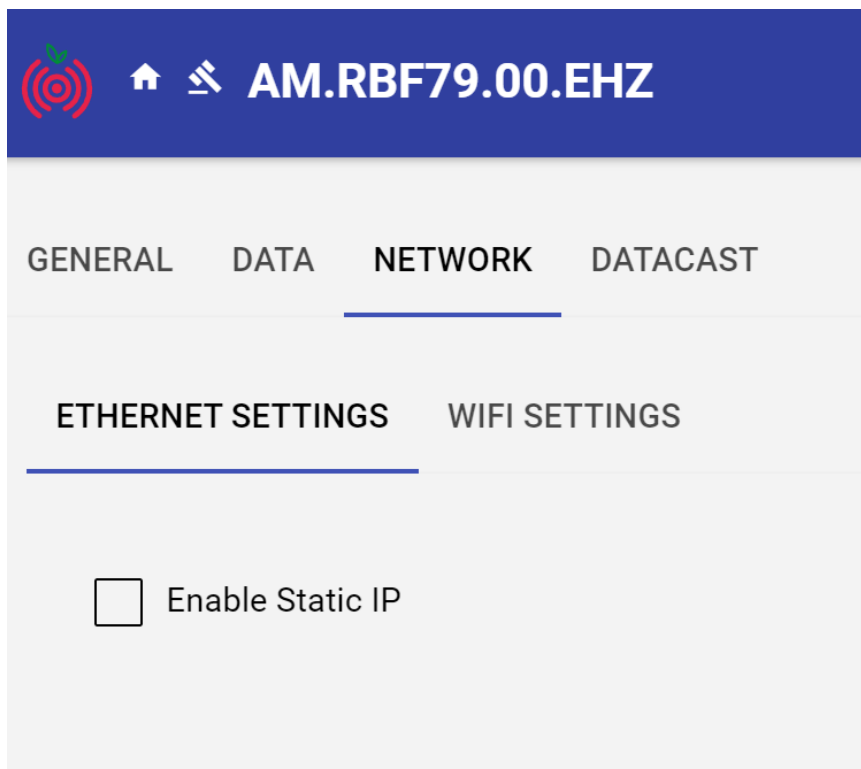 AM.RBF79.00.EHZ
GENERAL DATA NETWORK DATACAST
ETHERNET SETTINGS WIFI SETTINGS
Enable Static IP